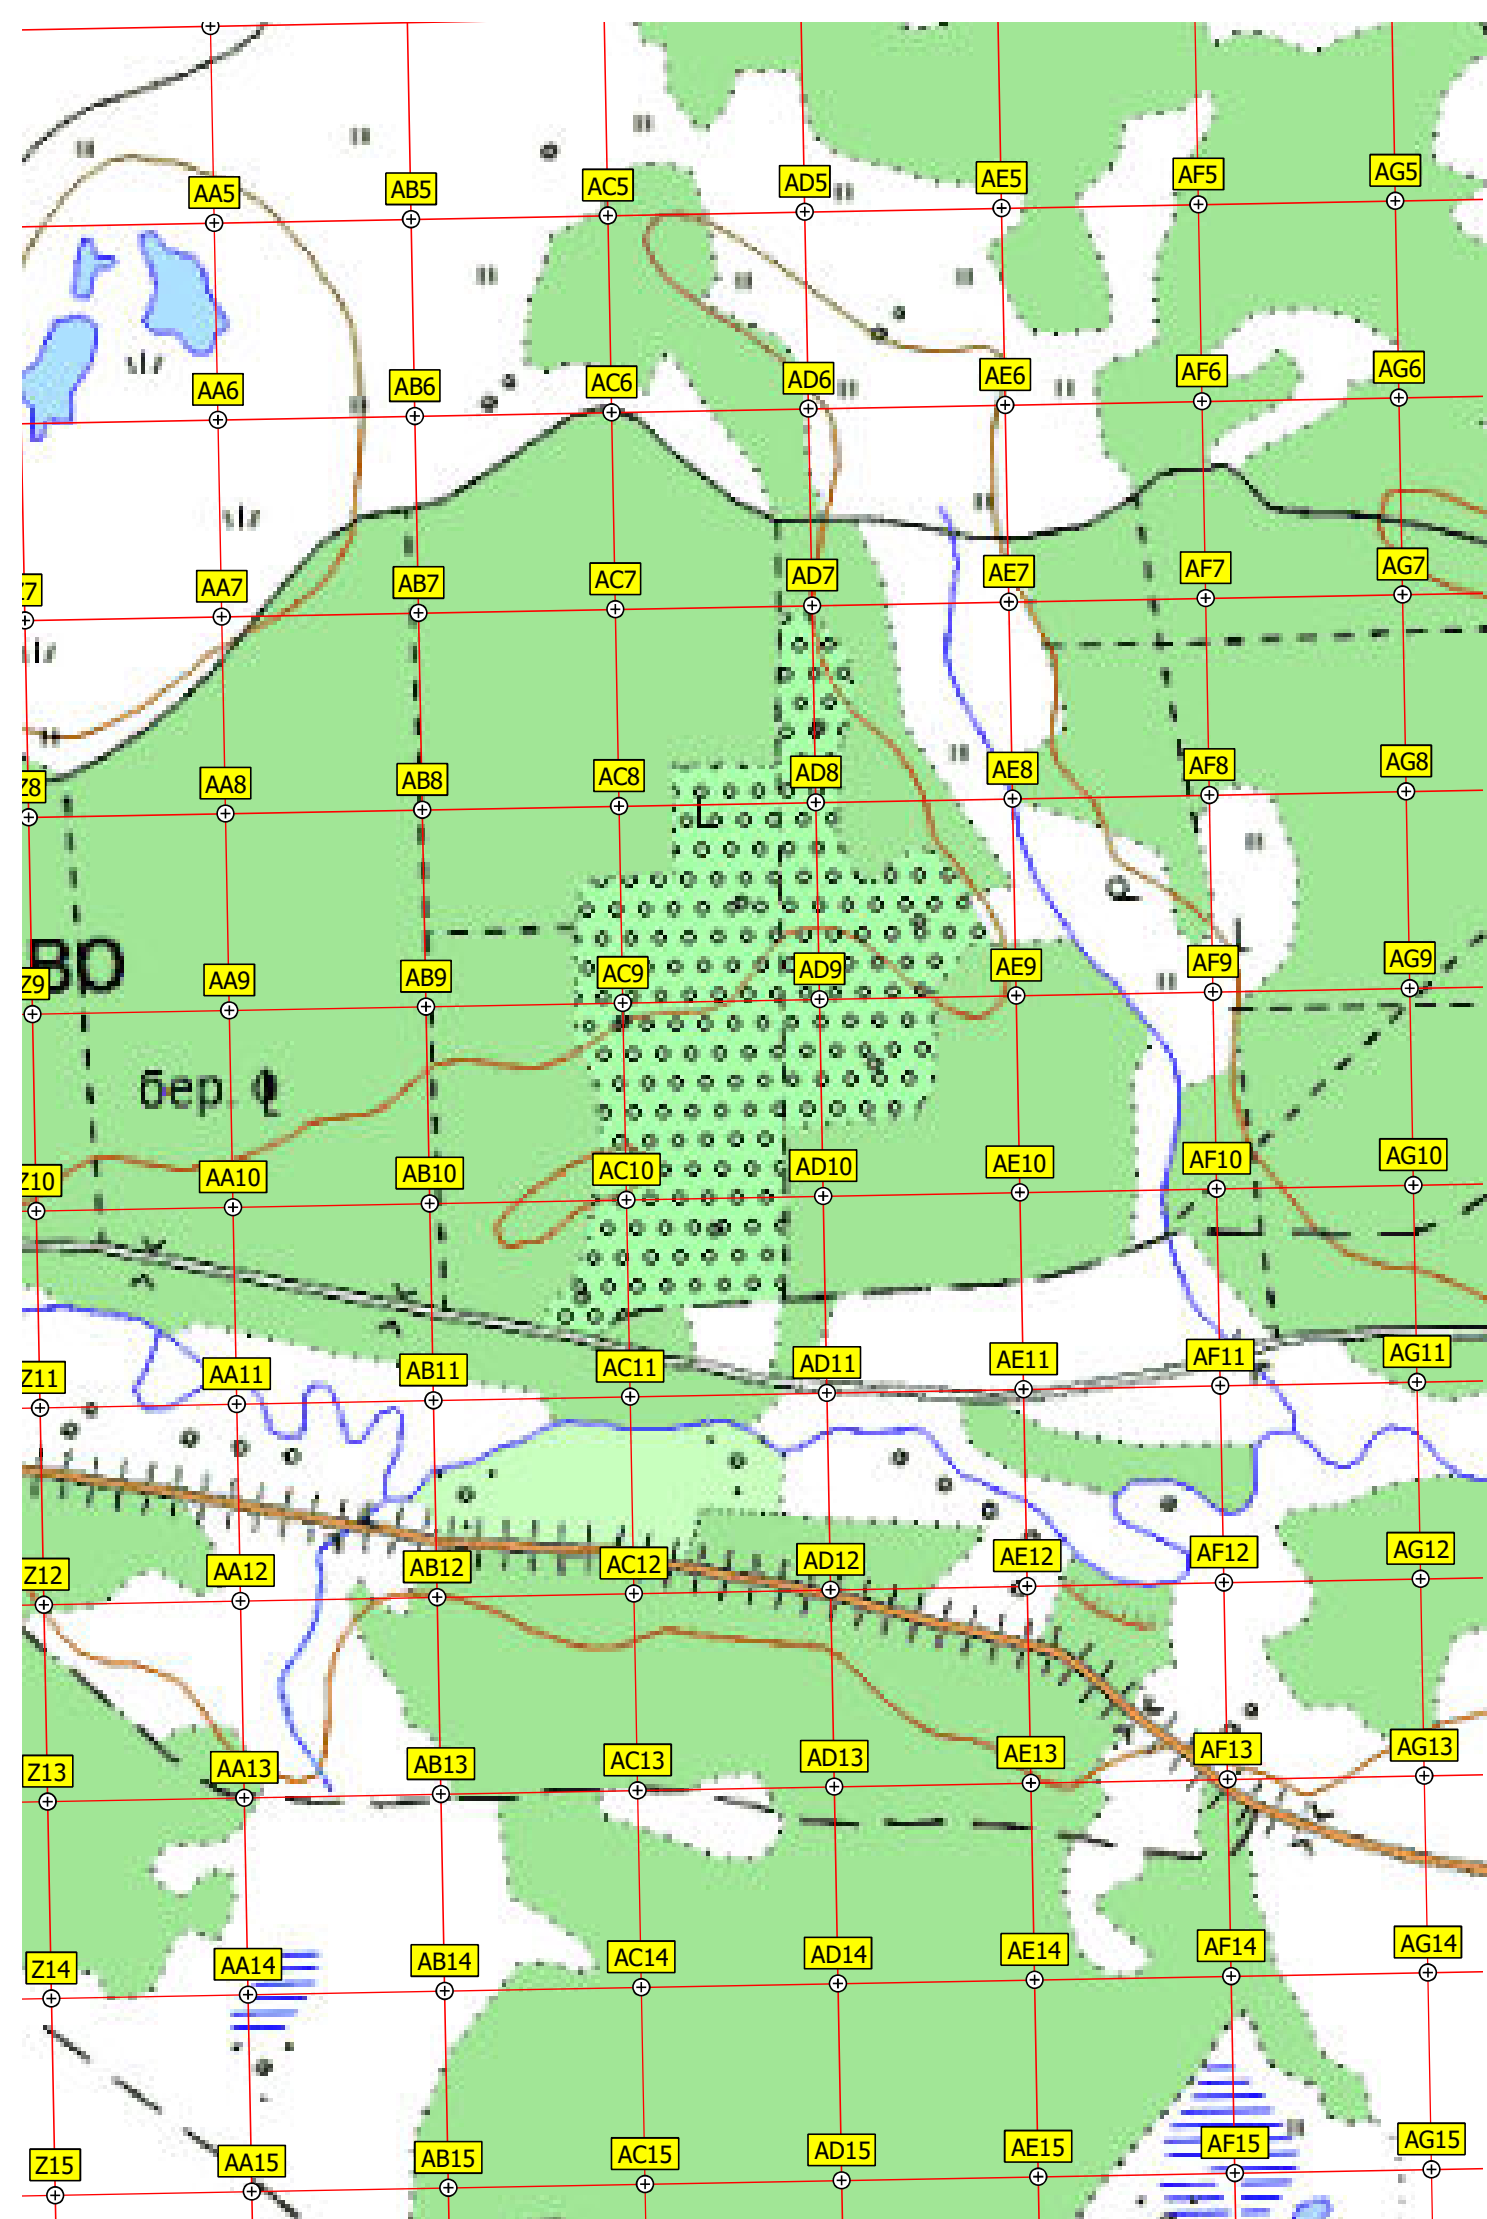 AA5 AB5 AC5 AD5 AE5 AF5 AG5
AA6 AB6 AC6 AD6 AE6 AF6 AG6
Z7 AA7 AB7 AC7 AD7 AE7 AF7 AG7
Z8 AA8 AB8 AC8 AD8 AE8 AF8 AG8
ВО
Z9 AA9 AB9 AC9 AD9 AE9 AF9 AG9
бер.
Z10 AA10 AB10 AC10 AD10 AE10 AF10 AG10
Z11 AA11 AB11 AC11 AD11 AE11 AF11 AG11
Z12 AA12 AB12 AC12 AD12 AE12 AF12 AG12
Z13 AA13 AB13 AC13 AD13 AE13 AF13 AG13
Z14 AA14 AB14 AC14 AD14 AE14 AF14 AG14
Z15 AA15 AB15 AC15 AD15 AE15 AF15 AG15